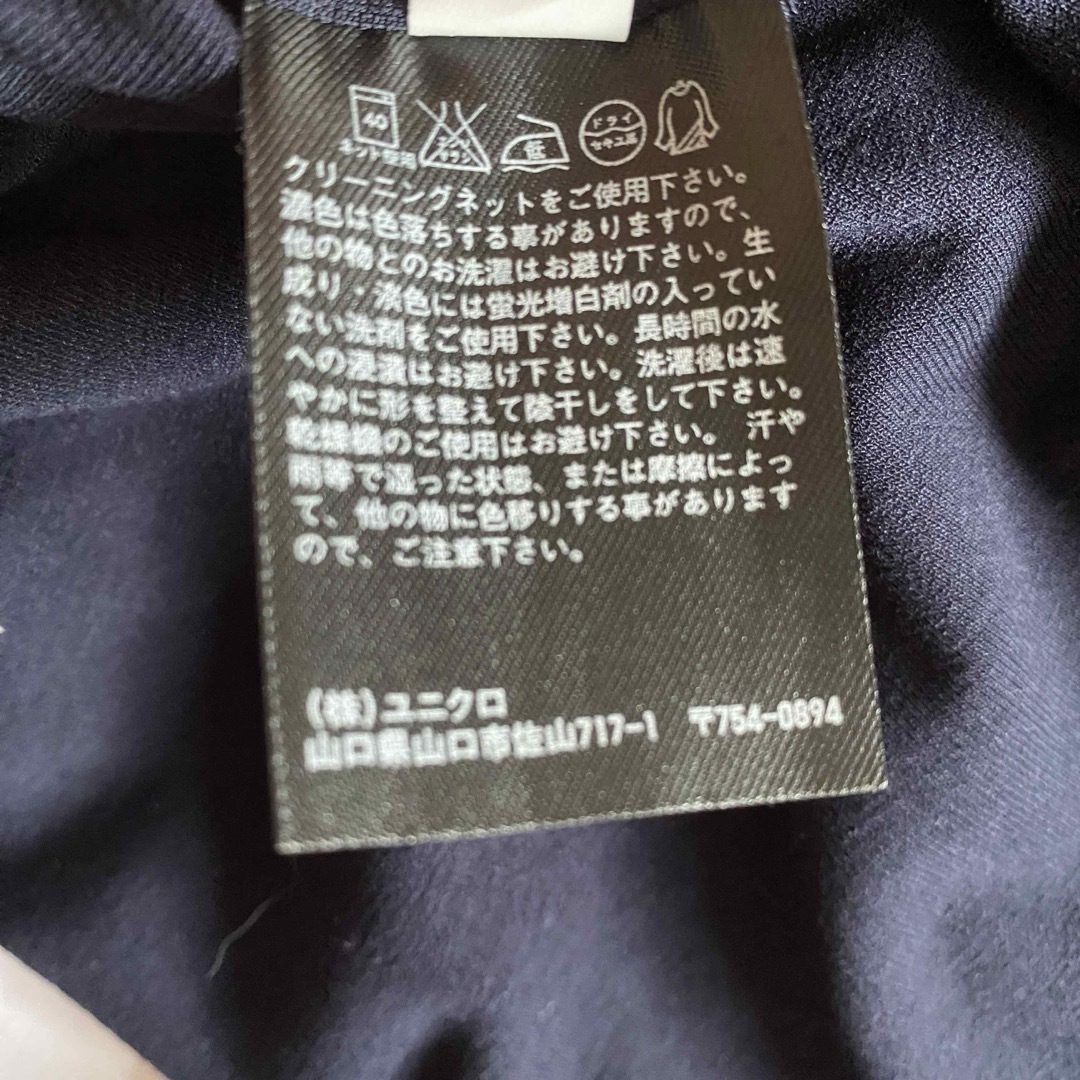 40
ネット使用
エンソ
サラシ
低
ドライ
セキユ系
クリーニングネットをご使用下さい。
濃色は色落ちする事がありますので、
他の物とのお洗濯はお避け下さい。生
成り・淡色には蛍光増白剤の入ってい
ない洗剤をご使用下さい。長時間の水
への浸漬はお避け下さい。洗濯後は速
やかに形を整えて陰干しをして下さい。
乾燥機のご使用はお避け下さい。 汗や
雨等で湿った状態、または摩擦によっ
て、他の物に色移りする事があります
ので、ご注意下さい。
(株)ユニクロ
山口県山口市佐山717-1 〒754-0894